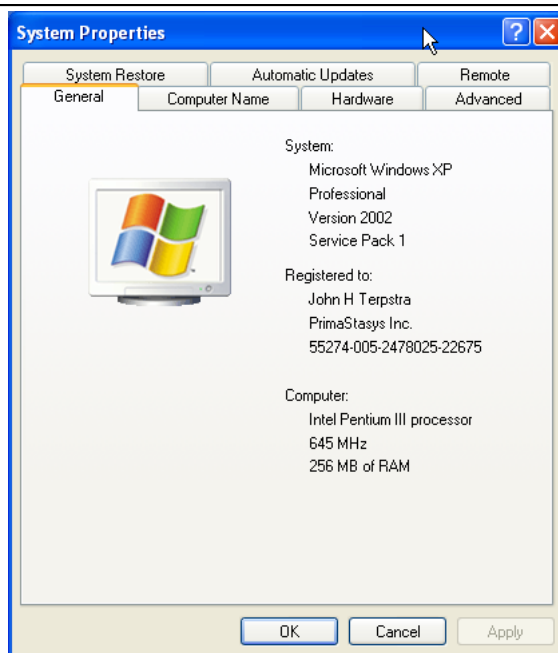 System Properties
System Restore Automatic Updates Remote
General Computer Name Hardware Advanced
System:
Microsoft Windows XP
Professional
Version 2002
Service Pack 1
Registered to:
John H Terpstra
PrimaStasys Inc.
55274-005-2478025-22675
Computer:
Intel Pentium III processor
645 MHz
256 MB of RAM
OK Cancel Apply